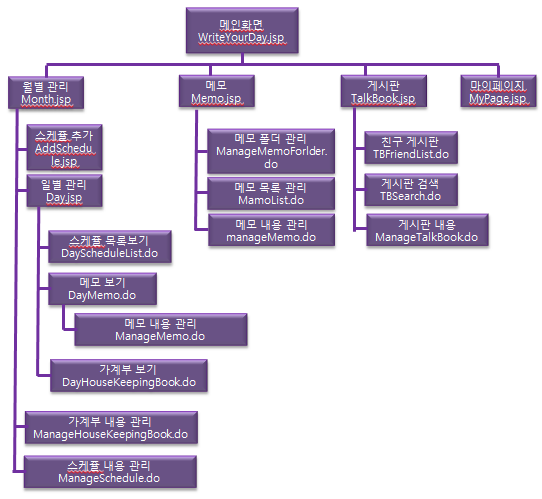 메인화면
WriteYourDay.jsp
월별 관리
Month.jsp
스케쥴 추가
AddSchedu
le.jsp
일별 관리
Day.jsp
스케쥴 목록보기
DayScheduleList.do
메모 보기
DayMemo.do
메모 내용 관리
ManageMemo.do
가계부 보기
DayHouseKeepingBook.do
가계부 내용 관리
ManageHouseKeepingBook.do
스케쥴 내용 관리
ManageSchedule.do
메모
Memo.jsp
메모 폴더 관리
ManageMemoForlder.
do
메모 목록 관리
MamoList.do
메모 내용 관리
manageMemo.do
게시판
TalkBook.jsp
친구 게시판
TBFriendList.do
게시판 검색
TBSearch.do
게시판 내용
ManageTalkBook.do
마이페이지
MyPage.jsp